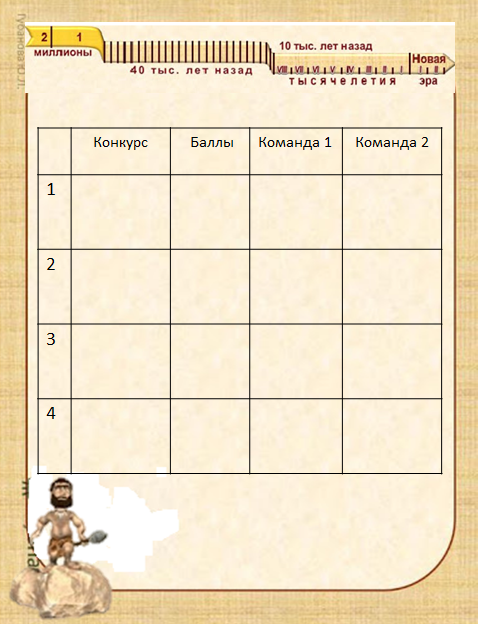 2 1
миллионы
40 тыс. лет назад
10 тыс. лет назад
VIII VII VI V IV III II I
тысячелетия
Новая
I II
эра
Конкурс Баллы Команда 1 Команда 2
1
2
3
4